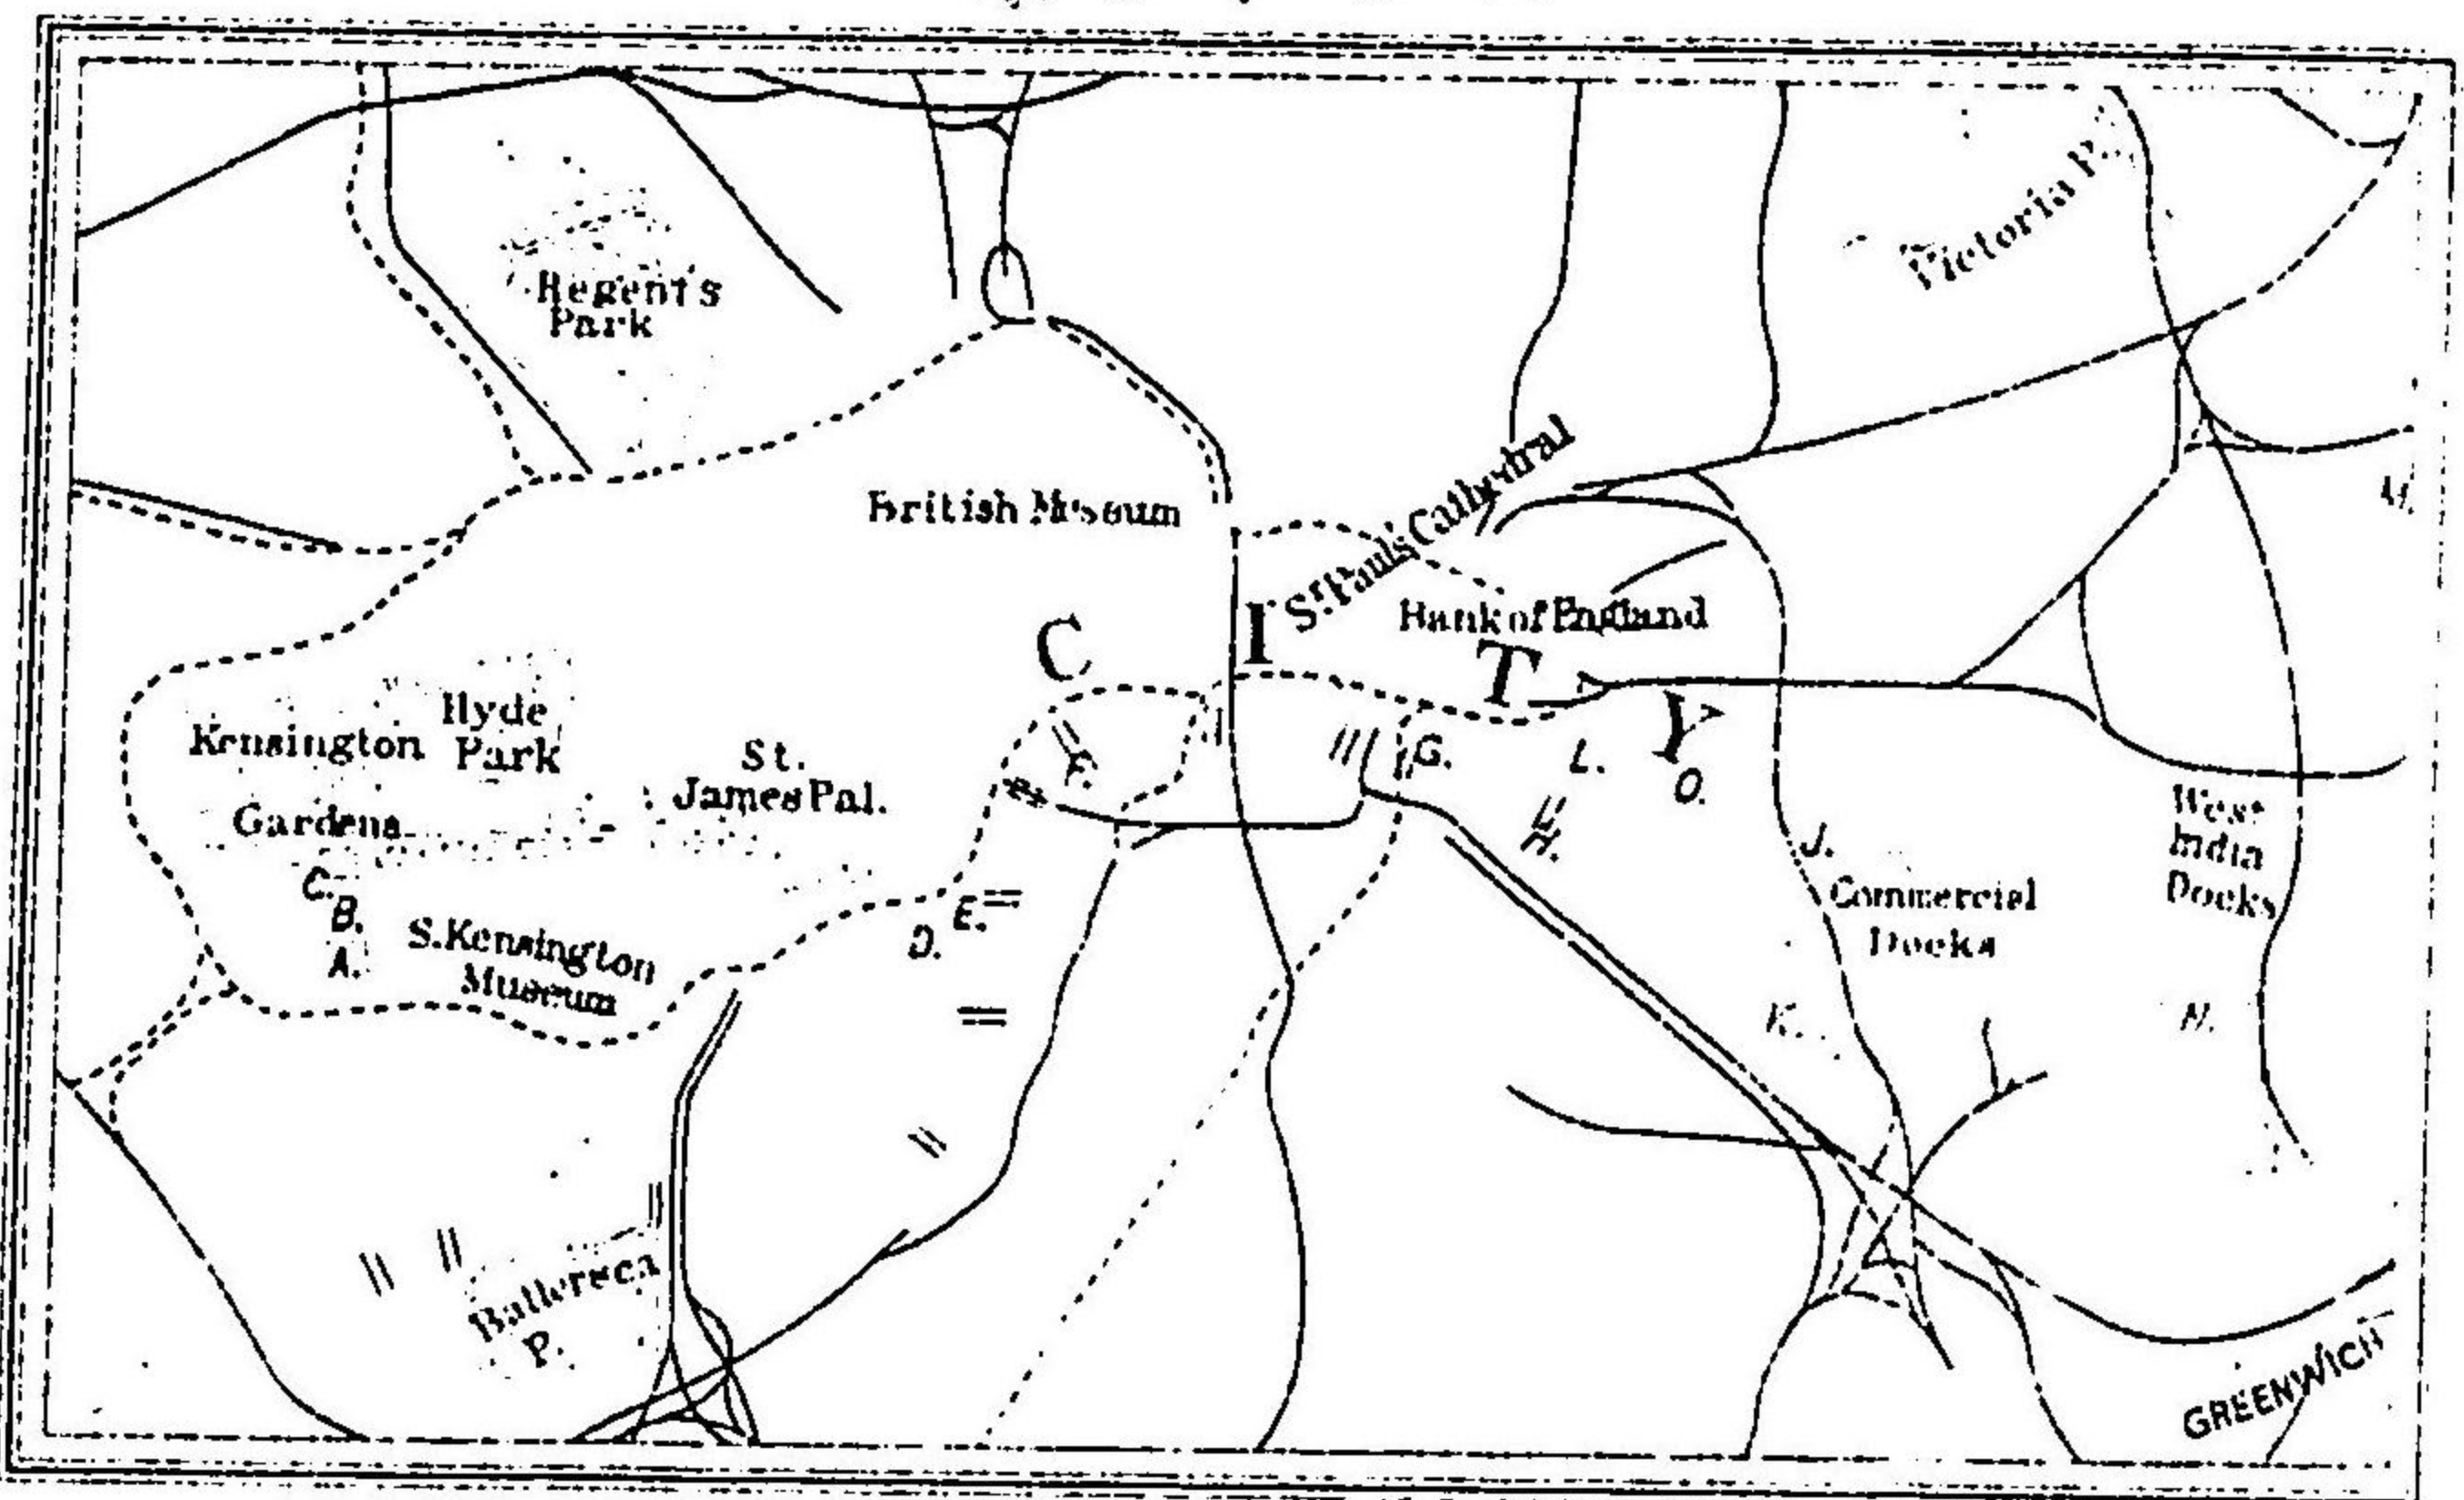 Victoria P.
Regent's
Park
British Museum
St. Paul's Cathedral
Bank of England
C I T Y
Hyde
Park
Kensington
Gardens
St.
James Pal.
F.
G.
L.
O.
H.
J.
West
India
Docks
Commercial
Docks
C.
B.
A.
S. Kensington
Museum
D.
E.
K.
N.
M.
Battersea
P.
GREENWICH